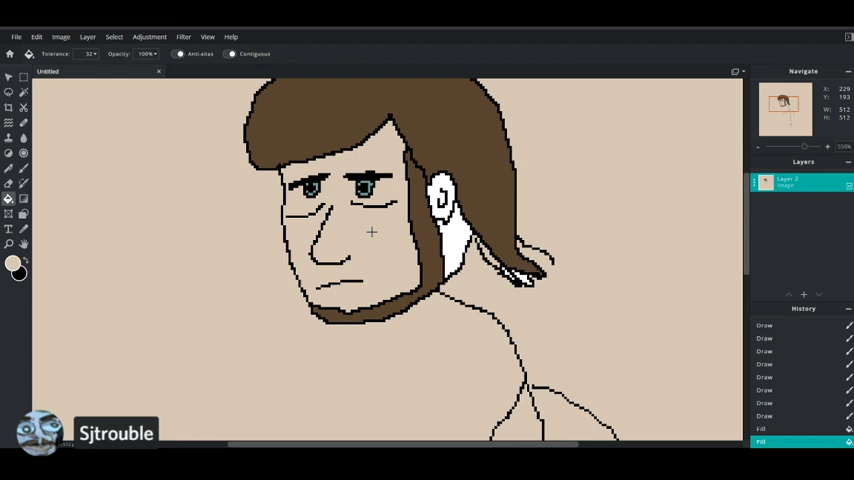 File Edit Image Layer Select Adjustment Filter View Help
Tolerance: 32 Opacity: 100% Anti-alias Contiguous
Untitled
Navigate
X: 229
Y: 193
W: 512
H: 512
556%
Layers
Layer 2
Image
History
Draw
Draw
Draw
Draw
Draw
Draw
Draw
Draw
Fill
Fill
Sjtrouble